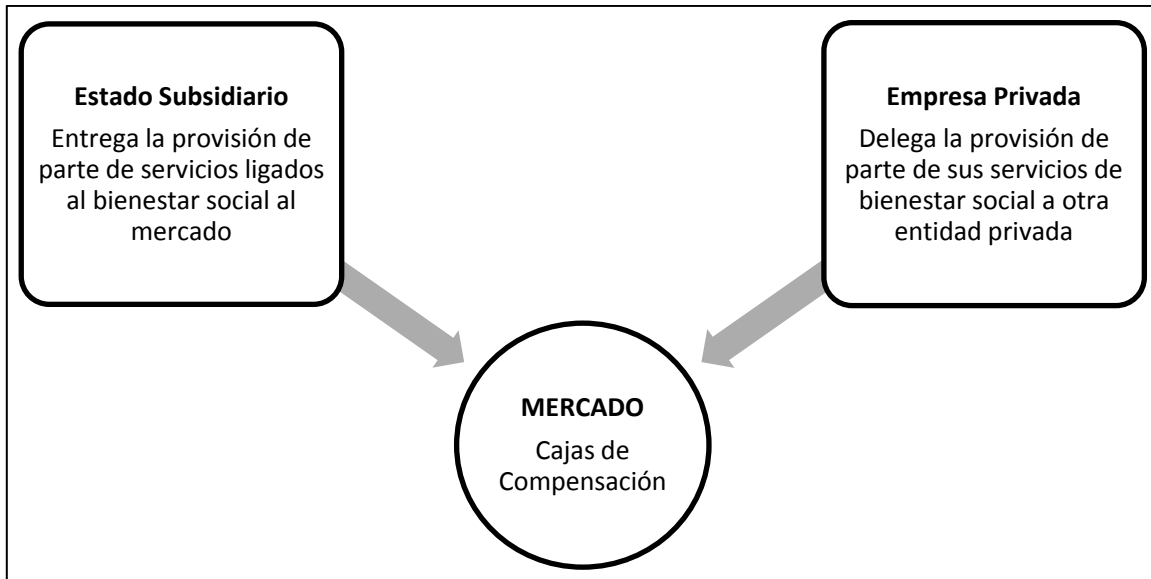 Estado Subsidiario
Entrega la provisión de
parte de servicios ligados
al bienestar social al
mercado
Empresa Privada
Delega la provisión de
parte de sus servicios de
bienestar social a otra
entidad privada
MERCADO
Cajas de
Compensación